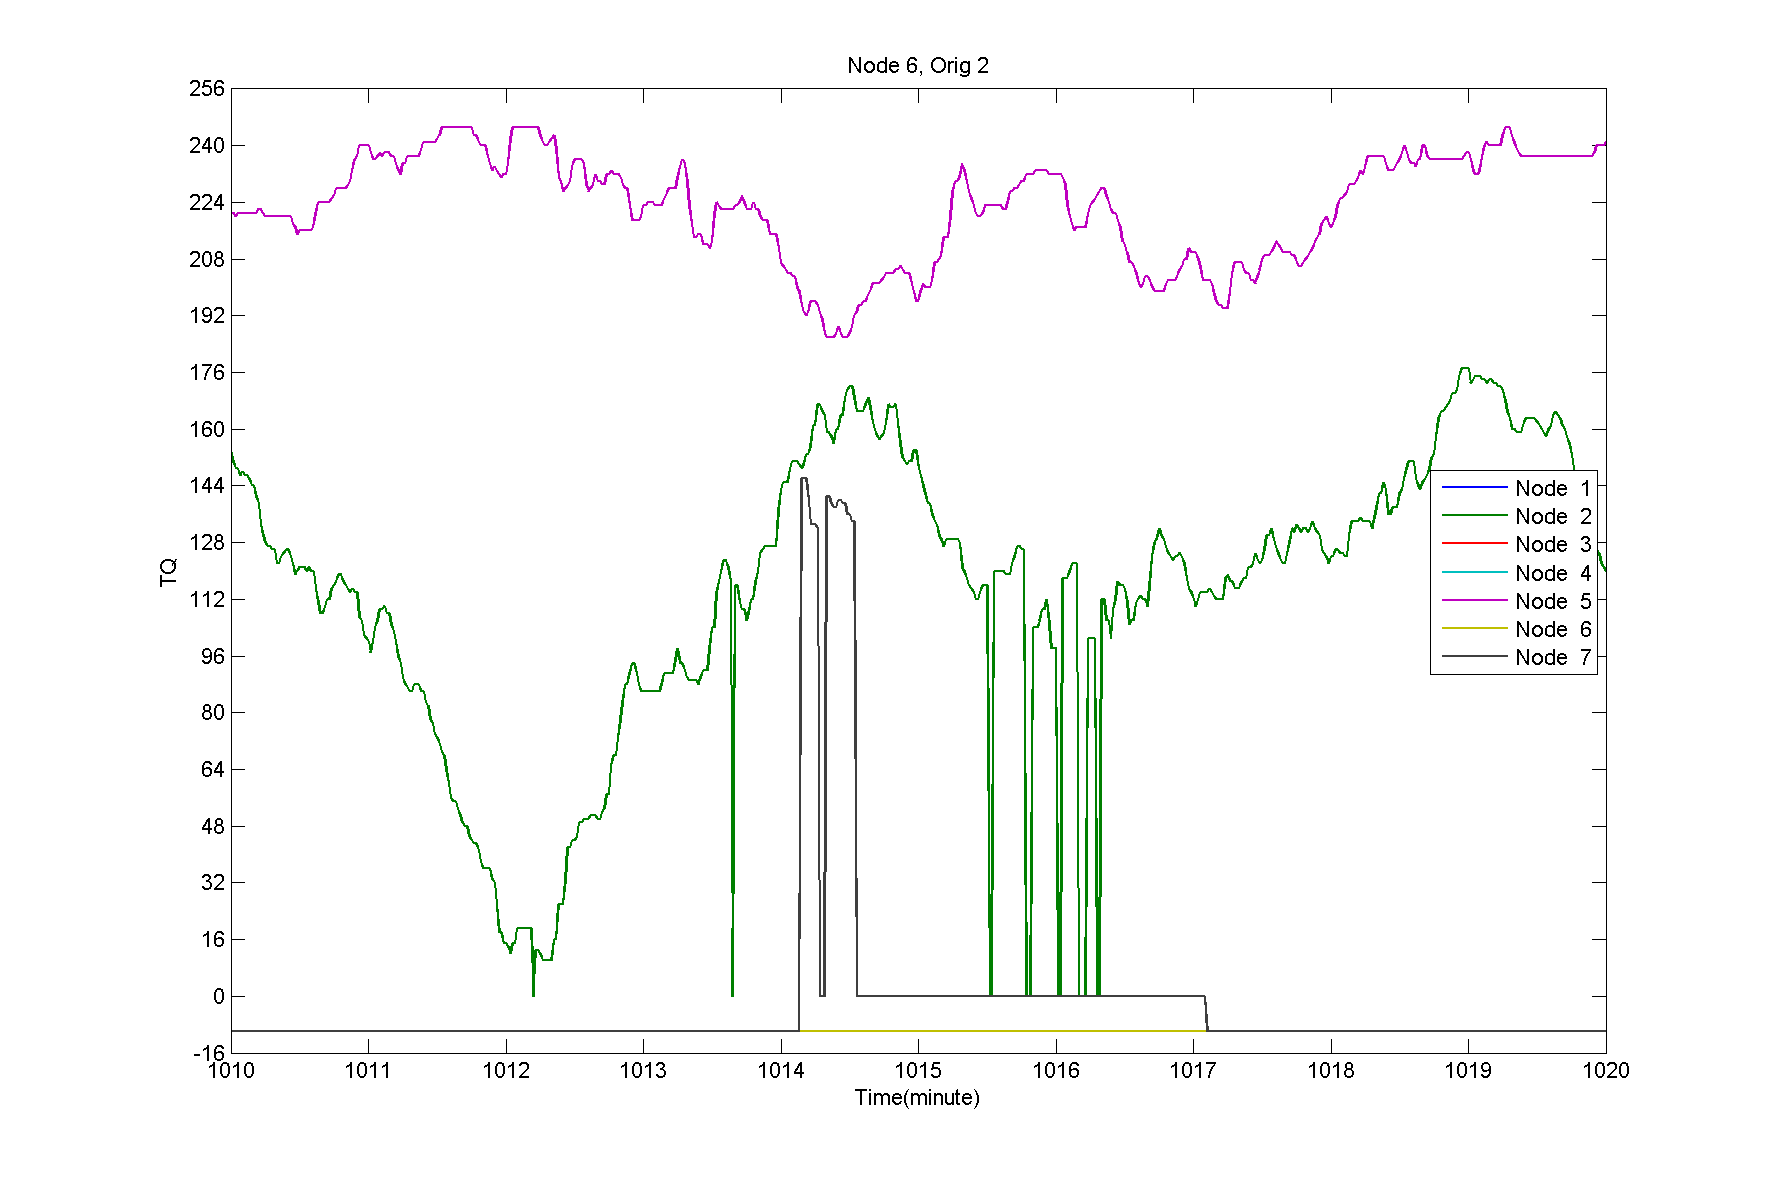 Node 6, Orig 2
256
240
224
208
192
176
160
144
128
112
96
80
64
48
32
16
0
-16
TQ
Node 1
Node 2
Node 3
Node 4
Node 5
Node 6
Node 7
1010 1011 1012 1013 1014 1015 1016 1017 1018 1019 1020
Time(minute)